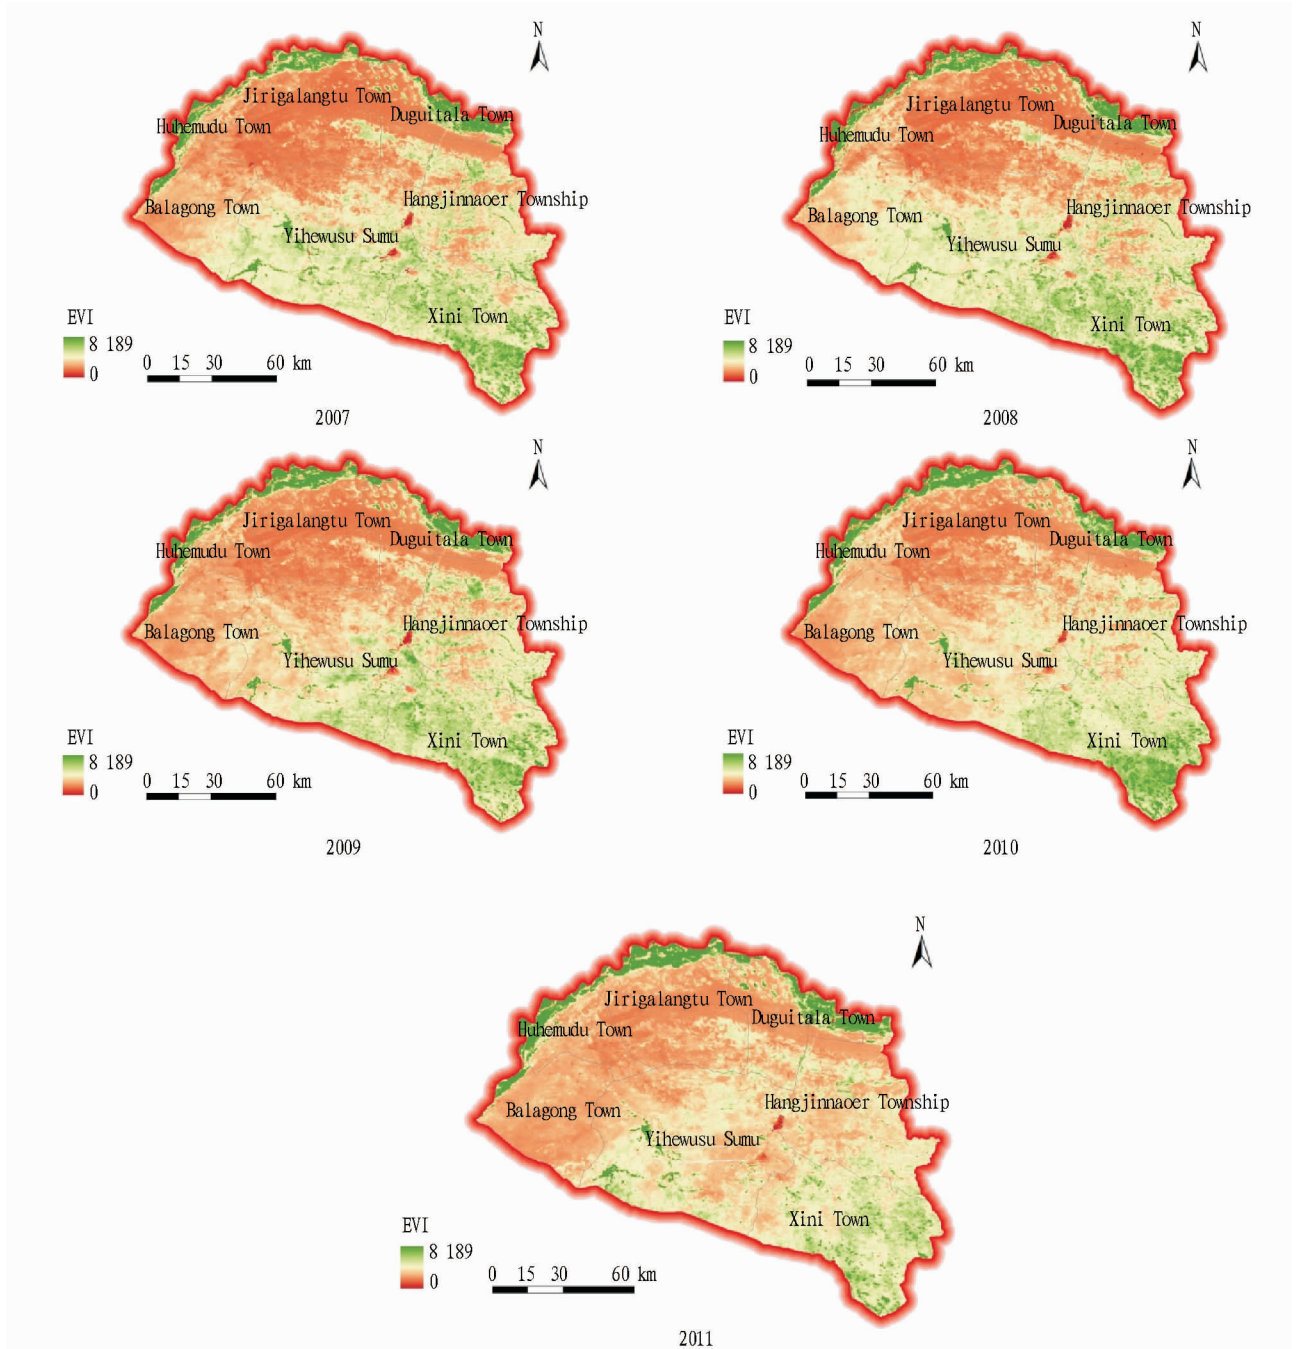 N
Jirigalangtu Town
Duguitala Town
Huhemudu Town
Hangjinnaoer Township
Balagong Town
Yihewusu Sumu
Xini Town
EVI
8 189
0
0 15 30 60 km
2007
N
Jirigalangtu Town
Duguitala Town
Huhemudu Town
Hangjinnaoer Township
Balagong Town
Yihewusu Sumu
Xini Town
EVI
8 189
0
0 15 30 60 km
2008
N
Jirigalangtu Town
Duguitala Town
Huhemudu Town
Hangjinnaoer Township
Balagong Town
Yihewusu Sumu
Xini Town
EVI
8 189
0
0 15 30 60 km
2009
N
Jirigalangtu Town
Duguitala Town
Huhemudu Town
Hangjinnaoer Township
Balagong Town
Yihewusu Sumu
Xini Town
EVI
8 189
0
0 15 30 60 km
2010
N
Jirigalangtu Town
Duguitala Town
Huhemudu Town
Hangjinnaoer Township
Balagong Town
Yihewusu Sumu
Xini Town
EVI
8 189
0
0 15 30 60 km
2011